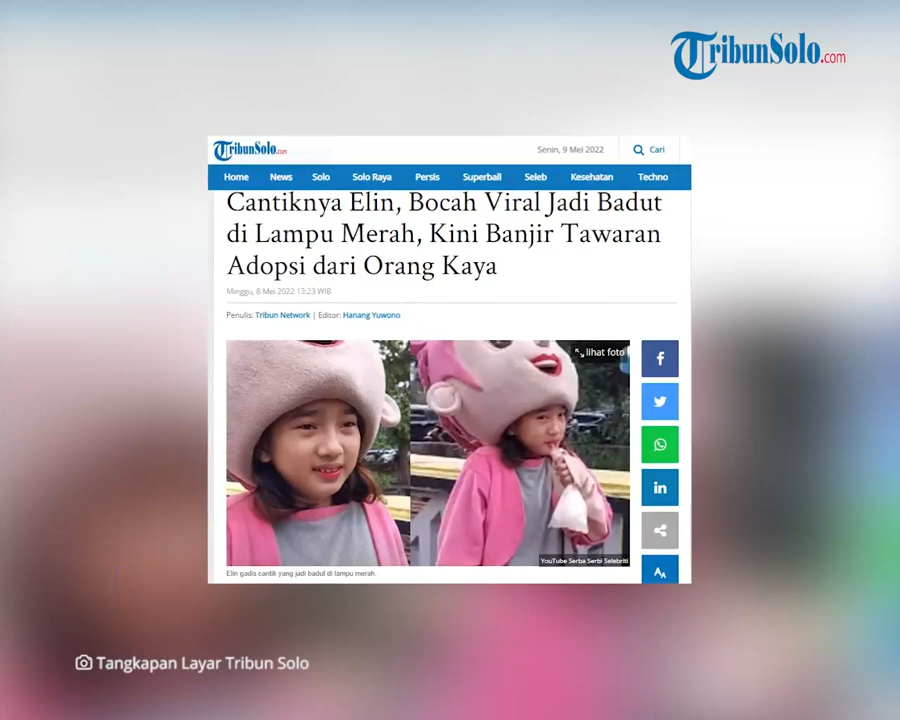 TribunSolo.com
TribunSolo.com
Senin, 9 Mei 2022
Cari
Home News Solo Solo Raya Persis Superball Seleb Kesehatan Techno
Cantiknya Elin, Bocah Viral Jadi Badut
di Lampu Merah, Kini Banjir Tawaran
Adopsi dari Orang Kaya
Minggu, 8 Mei 2022 13:23 WIB
Penulis: Tribun Network | Editor: Hanang Yuwono
lihat foto
YouTube Serba Serbi Selebriti
Elin gadis cantik yang jadi badut di lampu merah.
AA
Tangkapan Layar Tribun Solo